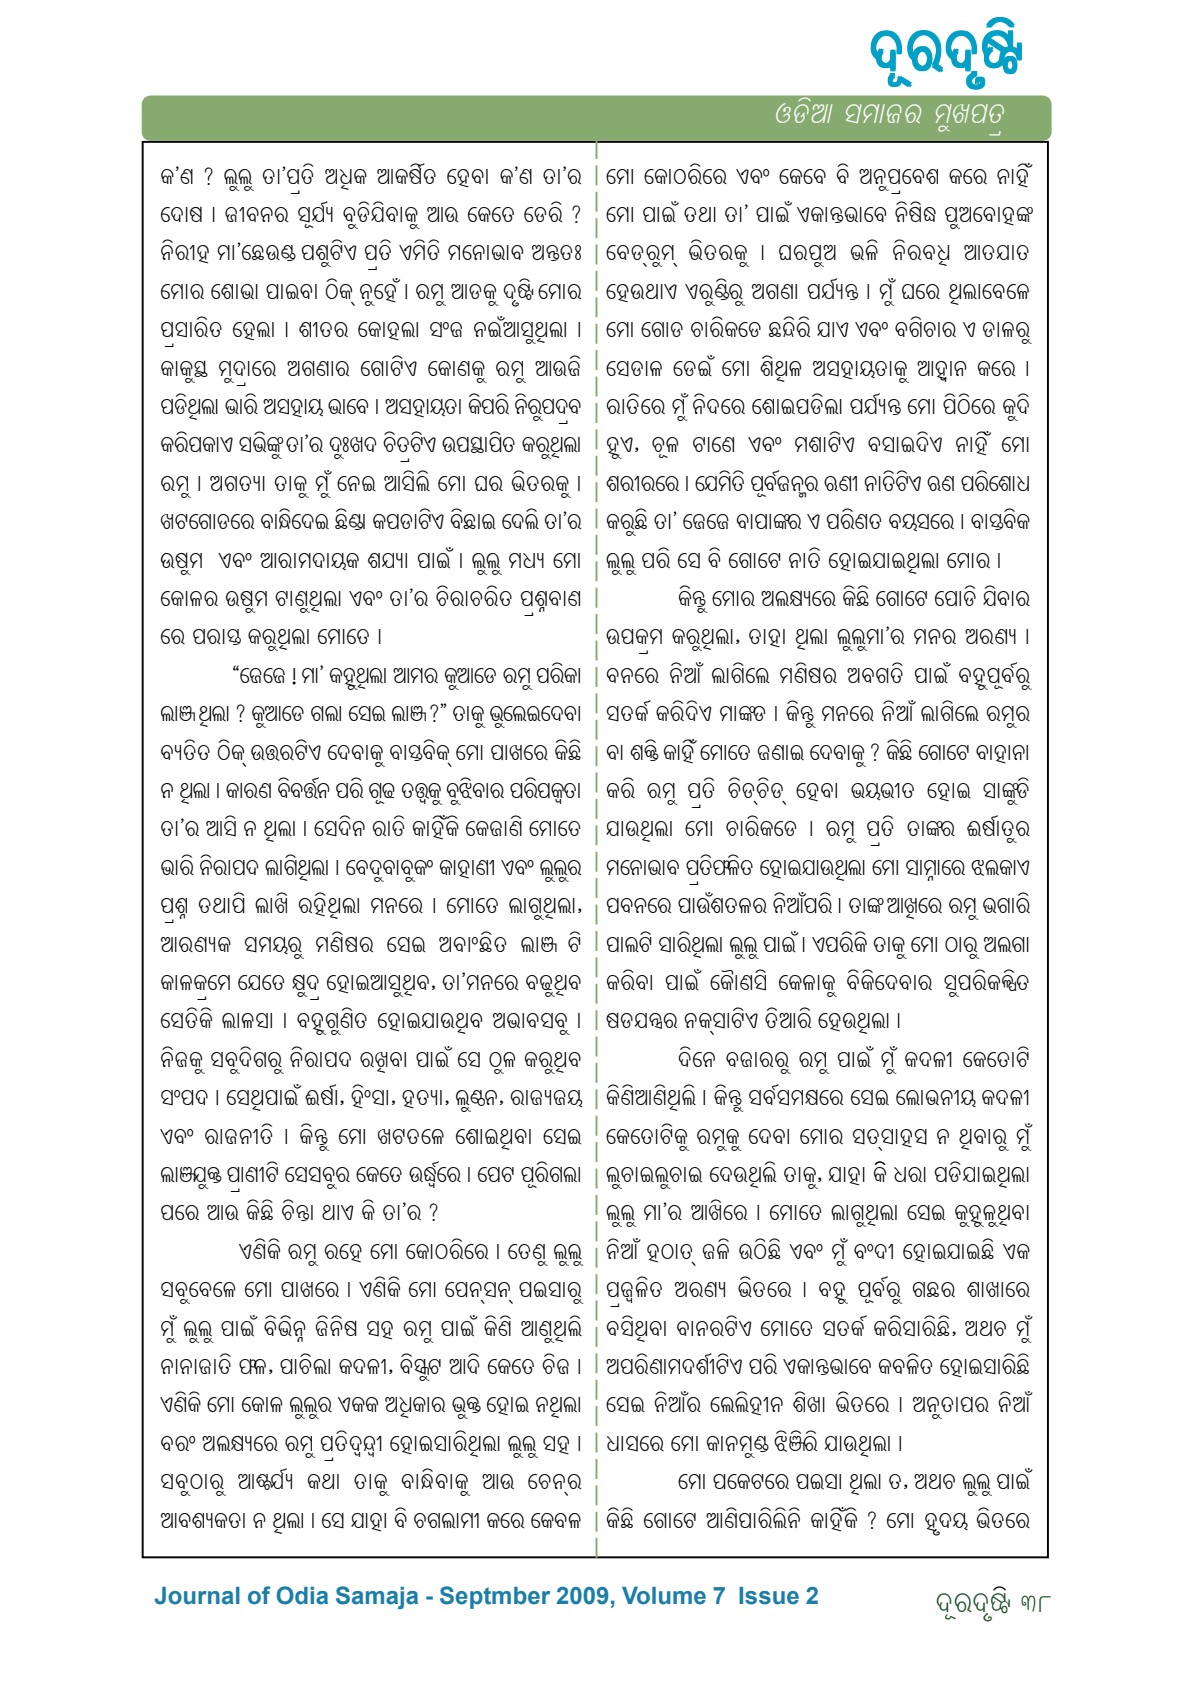 ଦୂରଦୃଷ୍ଟି
ଓଡିଆ ସମାଜର ମୁଖପତ୍ର
କ’ଣ ? ଲୁଲୁ ତା’ପ୍ରତି ଅଧିକ ଆକର୍ଷିତ ହେବା କ’ଣ ତା’ର
ଦୋଷ । ଜୀବନର ସୂର୍ଯ୍ୟ ବୁଡିଯିବାକୁ ଆଉ କେତେ ଡେରି ?
ନିରୀହ ମା’ଛେଉଣ୍ଡ ପଶୁଟିଏ ପ୍ରତି ଏମିତି ମନୋଭାବ ଅନ୍ତତଃ
ମୋର ଶୋଭା ପାଇବା ଠିକ୍ ନୁହେଁ । ରମୁ ଆଡକୁ ଦୃଷ୍ଟି ମୋର
ପ୍ରସାରିତ ହେଲା । ଶୀତର କୋହଲା ସଂଜ ନଇଁଆସୁଥିଲା ।
କାକୁସ୍ଥ ମୁଦ୍ରାରେ ଅଗଣାର ଗୋଟିଏ କୋଣକୁ ରମୁ ଆଉଜି
ପଡିଥିଲା ଭାରି ଅସହାୟ ଭାବେ । ଅସହାୟତା କିପରି ନିରୁପଦ୍ରବ
କରିପକାଏ ସଭିଙ୍କୁ ତା’ର ଦୁଃଖଦ ଚିତ୍ରଟିଏ ଉପସ୍ଥାପିତ କରୁଥିଲା
ରମୁ । ଅଗତ୍ୟା ତାକୁ ମୁଁ ନେଇ ଆସିଲି ମୋ ଘର ଭିତରକୁ ।
ଖଟଗୋଡରେ ବାନ୍ଧିଦେଇ ଛିଣ୍ଡା କପଡାଟିଏ ବିଛାଇ ଦେଲି ତା’ର
ଉଷୁମ ଏବଂ ଆରାମଦାୟକ ଶଯ୍ୟା ପାଇଁ । ଲୁଲୁ ମଧ୍ୟ ମୋ
କୋଳର ଉଷୁମ ଟାଣୁଥିଲା ଏବଂ ତା’ର ଚିରାଚରିତ ପ୍ରଶ୍ନବାଣ
ରେ ପରାସ୍ତ କରୁଥିଲା ମୋତେ ।
“ଜେଜେ ! ମା’ କହୁଥିଲା ଆମର କୁଆଡେ ରମୁ ପରିକା
ଲାଞ୍ଜ ଥିଲା ? କୁଆଡେ ଗଲା ସେଇ ଲାଞ୍ଜ ?” ତାକୁ ଭୁଲେଇଦେବା
ବ୍ୟତିତ ଠିକ୍ ଉତ୍ତରଟିଏ ଦେବାକୁ ବାସ୍ତବିକ୍ ମୋ ପାଖରେ କିଛି
ନ ଥିଲା । କାରଣ ବିବର୍ତ୍ତନ ପରି ଗୂଢ ତତ୍ତ୍ୱକୁ ବୁଝିବାର ପରିପକ୍ୱତା
ତା’ର ଆସି ନ ଥିଲା । ସେଦିନ ରାତି କାହିଁକି କେଜାଣି ମୋତେ
ଭାରି ନିରାପଦ ଲାଗିଥିଲା । ବେଦୁବାବୁକଂ କାହାଣୀ ଏବଂ ଲୁଲୁର
ପ୍ରଶ୍ନ ତଥାପି ଲାଖି ରହିଥିଲା ମନରେ । ମୋତେ ଲାଗୁଥିଲା,
ଆରଣ୍ୟକ ସମୟରୁ ମଣିଷର ସେଇ ଅବାଂଛିତ ଲାଞ୍ଜ ଟି
କାଳକ୍ରମେ ଯେତେ କ୍ଷୁଦ୍ର ହୋଇଆସୁଥିବ, ତା’ମନରେ ବଢୁଥିବ
ସେତିକି ଲାଳସା । ବହୁଗୁଣିତ ହୋଇଯାଉଥିବ ଅଭାବସବୁ ।
ନିଜକୁ ସବୁଦିଗରୁ ନିରାପଦ ରଖିବା ପାଇଁ ସେ ଠୁଳ କରୁଥିବ
ସଂପଦ । ସେଥିପାଇଁ ଈର୍ଷା, ହିଂସା, ହତ୍ୟା, ଲୁଣ୍ଠନ, ରାଜ୍ୟଜୟ
ଏବଂ ରାଜନୀତି । କିନ୍ତୁ ମୋ ଖଟତଳେ ଶୋଇଥିବା ସେଇ
ଲାଞ୍ଜଯୁକ୍ତ ପ୍ରାଣୀଟି ସେସବୁର କେତେ ଉର୍ଦ୍ଧ୍ୱରେ । ପେଟ ପୂରିଗଲା
ପରେ ଆଉ କିଛି ଚିନ୍ତା ଥାଏ କି ତା’ର ?
ଏଣିକି ରମୁ ରହେ ମୋ କୋଠରିରେ । ତେଣୁ ଲୁଲୁ
ସବୁବେଳେ ମୋ ପାଖରେ । ଏଣିକି ମୋ ପେନ୍‌ସନ୍ ପଇସାରୁ
ମୁଁ ଲୁଲୁ ପାଇଁ ବିଭିନ୍ନ ଜିନିଷ ସହ ରମୁ ପାଇଁ କିଣି ଆଣୁଥିଲି
ନାନାଜାତି ଫଳ, ପାଚିଲା କଦଳୀ, ବିସ୍କୁଟ ଆଦି କେତେ ଚିଜ ।
ଏଣିକି ମୋ କୋଳ ଲୁଲୁର ଏକକ ଅଧିକାର ଭୁକ୍ତ ହୋଇ ନଥିଲା
ବରଂ ଅଲକ୍ଷ୍ୟରେ ରମୁ ପ୍ରତିଦ୍ୱନ୍ଦ୍ୱୀ ହୋଇସାରିଥିଲା ଲୁଲୁ ସହ ।
ସବୁଠାରୁ ଆଶ୍ଚର୍ଯ୍ୟ କଥା ତାକୁ ବାନ୍ଧିବାକୁ ଆଉ ଚେନ୍‌ର
ଆବଶ୍ୟକତା ନ ଥିଲା । ସେ ଯାହା ବି ଚଗଲାମୀ କରେ କେବଳ
ମୋ କୋଠରିରେ ଏବଂ କେବେ ବି ଅନୁପ୍ରବେଶ କରେ ନାହିଁ
ମୋ ପାଇଁ ତଥା ତା’ ପାଇଁ ଏକାନ୍ତଭାବେ ନିଷିଦ୍ଧ ପୁଅବୋହଙ୍କ
ବେଡ୍‌ରୁମ୍ ଭିତରକୁ । ଘରପୁଅ ଭଳି ନିରବଧି ଆତଯାତ
ହେଉଥାଏ ଏରୁଣ୍ଡିରୁ ଅଗଣା ପର୍ଯ୍ୟନ୍ତ । ମୁଁ ଘରେ ଥିଲାବେଳେ
ମୋ ଗୋଡ ଚାରିକଡେ ଛନ୍ଦିରି ଯାଏ ଏବଂ ବଗିଚାର ଏ ଡାଳରୁ
ସେଡାଳ ଡେଇଁ ମୋ ଶିଥିଳ ଅସହାୟତାକୁ ଆହ୍ୱାନ କରେ ।
ରାତିରେ ମୁଁ ନିଦରେ ଶୋଇପଡିଲା ପର୍ଯ୍ୟନ୍ତ ମୋ ପିଠିରେ କୁଦି
ହୁଏ, ଚୂଳ ଟାଣେ ଏବଂ ମଶାଟିଏ ବସାଇଦିଏ ନାହିଁ ମୋ
ଶରୀରରେ । ଯେମିତି ପୂର୍ବଜନ୍ମର ଋଣୀ ନାତିଟିଏ ଋଣ ପରିଶୋଧ
କରୁଛି ତା’ ଜେଜେ ବାପାଙ୍କର ଏ ପରିଣତ ବୟସରେ । ବାସ୍ତବିକ
ଲୁଲୁ ପରି ସେ ବି ଗୋଟେ ନାତି ହୋଇଯାଇଥିଲା ମୋର ।
କିନ୍ତୁ ମୋର ଅଲକ୍ଷ୍ୟରେ କିଛି ଗୋଟେ ପୋଡି ଯିବାର
ଉପକ୍ରମ କରୁଥିଲା, ତାହା ଥିଲା ଲୁଲୁମା’ର ମନର ଅରଣ୍ୟ ।
ବନରେ ନିଆଁ ଲାଗିଲେ ମଣିଷର ଅବଗତି ପାଇଁ ବହୁପୂର୍ବରୁ
ସତର୍କ କରିଦିଏ ମାଙ୍କଡ । କିନ୍ତୁ ମନରେ ନିଆଁ ଲାଗିଲେ ରମୁର
ବା ଶକ୍ତି କାହିଁ ମୋତେ ଜଣାଇ ଦେବାକୁ ? କିଛି ଗୋଟେ ବାହାନା
କରି ରମୁ ପ୍ରତି ଚିଡ୍‌ଚିଡ୍ ହେବା ଭୟଭୀତ ହୋଇ ସାଙ୍କୁଡି
ଯାଉଥିଲା ମୋ ଚାରିକଡେ । ରମୁ ପ୍ରତି ତାଙ୍କର ଈର୍ଷାତୁର
ମନୋଭାବ ପ୍ରତିଫଳିତ ହୋଇଯାଉଥିଲା ମୋ ସାମ୍ନାରେ ଝଲକାଏ
ପବନରେ ପାଉଁଶତଳର ନିଆଁପରି । ତାଙ୍କ ଆଖିରେ ରମୁ ଭଗାରି
ପାଲଟି ସାରିଥିଲା ଲୁଲୁ ପାଇଁ । ଏପରିକି ତାକୁ ମୋ ଠାରୁ ଅଲଗା
କରିବା ପାଇଁ କୌଣସି କେଳାକୁ ବିକିଦେବାର ସୁପରିକଳ୍ପିତ
ଷଡଯନ୍ତ୍ରର ନକ୍‌ସାଟିଏ ତିଆରି ହେଉଥିଲା ।
ଦିନେ ବଜାରରୁ ରମୁ ପାଇଁ ମୁଁ କଦଳୀ କେତୋଟି
କିଣିଆଣିଥିଲି । କିନ୍ତୁ ସର୍ବସମକ୍ଷରେ ସେଇ ଲୋଭନୀୟ କଦଳୀ
କେତୋଟିକୁ ରମୁକୁ ଦେବା ମୋର ସତ୍‌ସାହସ ନ ଥିବାରୁ ମୁଁ
ଲୁଚାଇଲୁଚାଇ ଦେଉଥିଲି ତାକୁ, ଯାହା କି ଧରା ପଡିଯାଇଥିଲା
ଲୁଲୁ ମା’ର ଆଖିରେ । ମୋତେ ଲାଗୁଥିଲା ସେଇ କୁହୁଳୁଥିବା
ନିଆଁ ହଠାତ୍ ଜଳି ଉଠିଛି ଏବଂ ମୁଁ ବଂଦୀ ହୋଇଯାଇଛି ଏକ
ପ୍ରଜ୍ୱଳିତ ଅରଣ୍ୟ ଭିତରେ । ବହୁ ପୂର୍ବରୁ ଗଛର ଶାଖାରେ
ବସିଥିବା ବାନରଟିଏ ମୋତେ ସତର୍କ କରିସାରିଛି, ଅଥଚ ମୁଁ
ଅପରିଣାମଦର୍ଶୀଟିଏ ପରି ଏକାନ୍ତଭାବେ କବଳିତ ହୋଇସାରିଛି
ସେଇ ନିଆଁର ଲେଲିହୀନ ଶିଖା ଭିତରେ । ଅନୁତାପର ନିଆଁ
ଧାସରେ ମୋ କାନମୁଣ୍ଡ ଝିଞ୍ଜିରି ଯାଉଥିଲା ।
ମୋ ପକେଟରେ ପଇସା ଥିଲା ତ, ଅଥଚ ଲୁଲୁ ପାଇଁ
କିଛି ଗୋଟେ ଆଣିପାରିଲିନି କାହିଁକି ? ମୋ ହୃଦୟ ଭିତରେ
Journal of Odia Samaja - Septmber 2009, Volume 7 Issue 2
ଦୂରଦୃଷ୍ଟି ୩୮